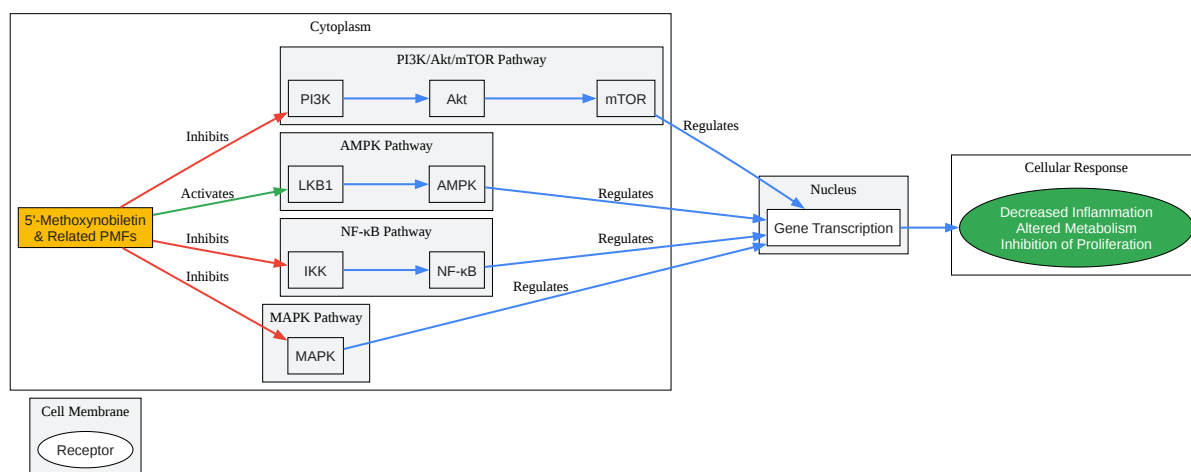 Cytoplasm
PI3K/Akt/mTOR Pathway
PI3K
Akt
mTOR
Inhibits
Regulates
AMPK Pathway
LKB1
AMPK
Activates
Regulates
5'-Methoxynobiletin
& Related PMFs
Inhibits
NF-κB Pathway
IKK
NF-κB
Regulates
Inhibits
MAPK Pathway
MAPK
Regulates
Nucleus
Gene Transcription
Cellular Response
Decreased Inflammation
Altered Metabolism
Inhibition of Proliferation
Cell Membrane
Receptor